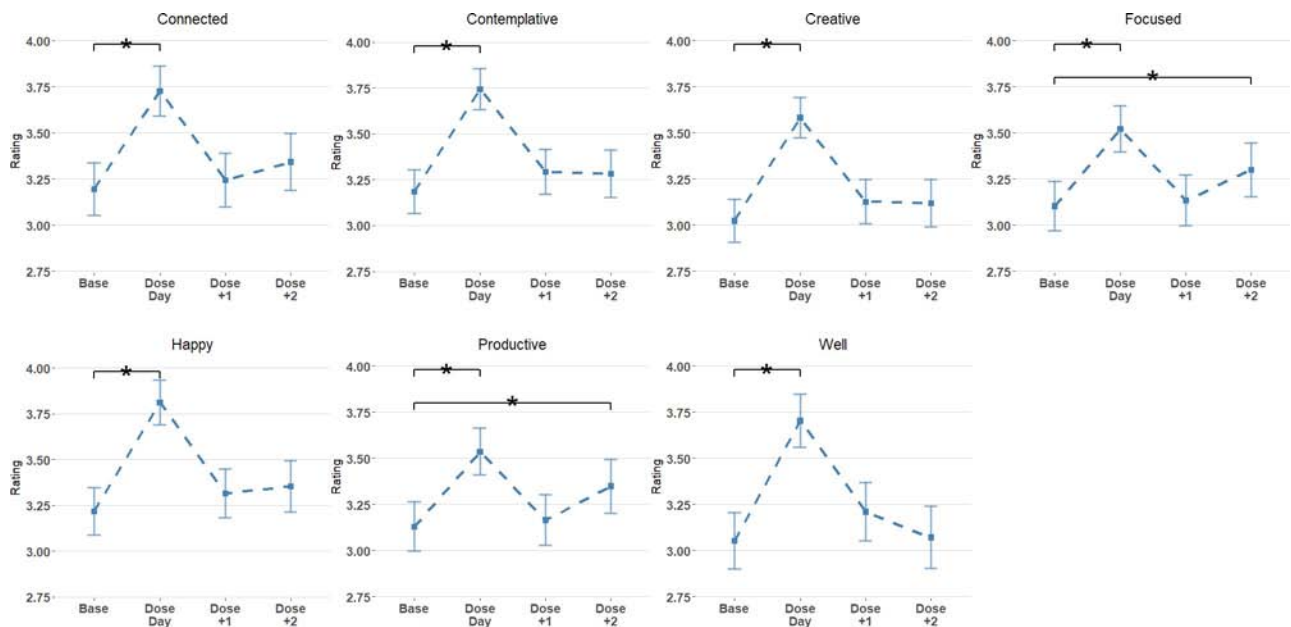 Connected
*
4.00
3.75
3.50
3.25
3.00
2.75
Rating
Base
Dose
Day
Dose
+1
Dose
+2
Contemplative
*
4.00
3.75
3.50
3.25
3.00
2.75
Rating
Base
Dose
Day
Dose
+1
Dose
+2
Creative
*
4.00
3.75
3.50
3.25
3.00
2.75
Rating
Base
Dose
Day
Dose
+1
Dose
+2
Focused
*
*
4.00
3.75
3.50
3.25
3.00
2.75
Rating
Base
Dose
Day
Dose
+1
Dose
+2
Happy
*
4.00
3.75
3.50
3.25
3.00
2.75
Rating
Base
Dose
Day
Dose
+1
Dose
+2
Productive
*
*
4.00
3.75
3.50
3.25
3.00
2.75
Rating
Base
Dose
Day
Dose
+1
Dose
+2
Well
*
4.00
3.75
3.50
3.25
3.00
2.75
Rating
Base
Dose
Day
Dose
+1
Dose
+2